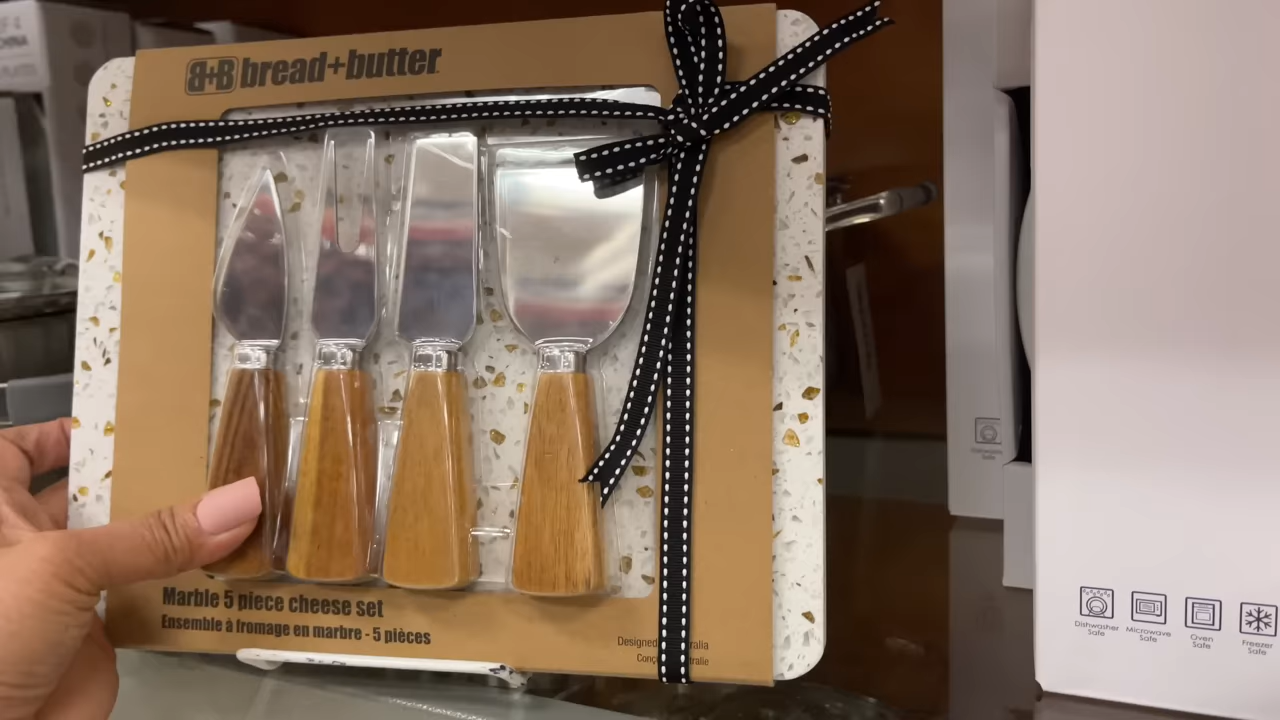 B+B bread+butter
Marble 5 piece cheese set
Ensemble à fromage en marbre - 5 pièces
Designed
Dishwasher
Safe
Microwave
Safe
Oven
Safe
Freezer
Safe
CHINA